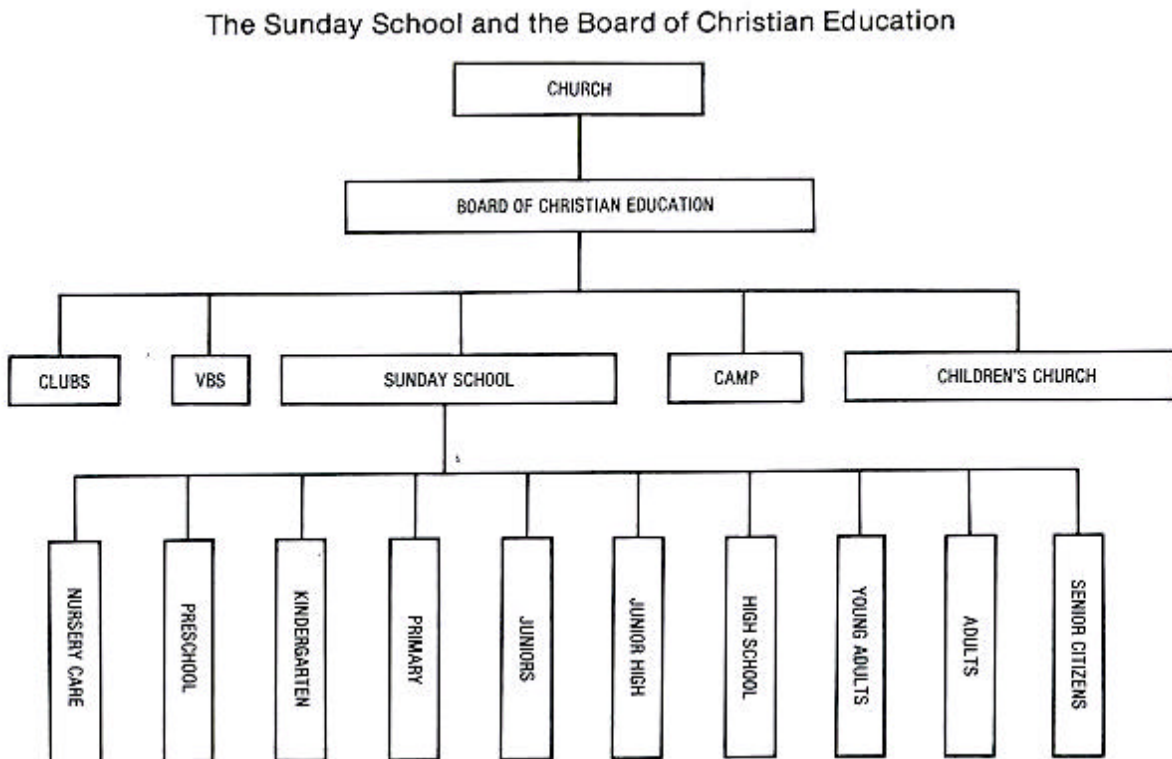 The Sunday School and the Board of Christian Education
CHURCH
BOARD OF CHRISTIAN EDUCATION
CLUBS
VBS
SUNDAY SCHOOL
CAMP
CHILDREN'S CHURCH
NURSERY CARE
PRESCHOOL
KINDERGARTEN
PRIMARY
JUNIORS
JUNIOR HIGH
HIGH SCHOOL
YOUNG ADULTS
ADULTS
SENIOR CITIZENS